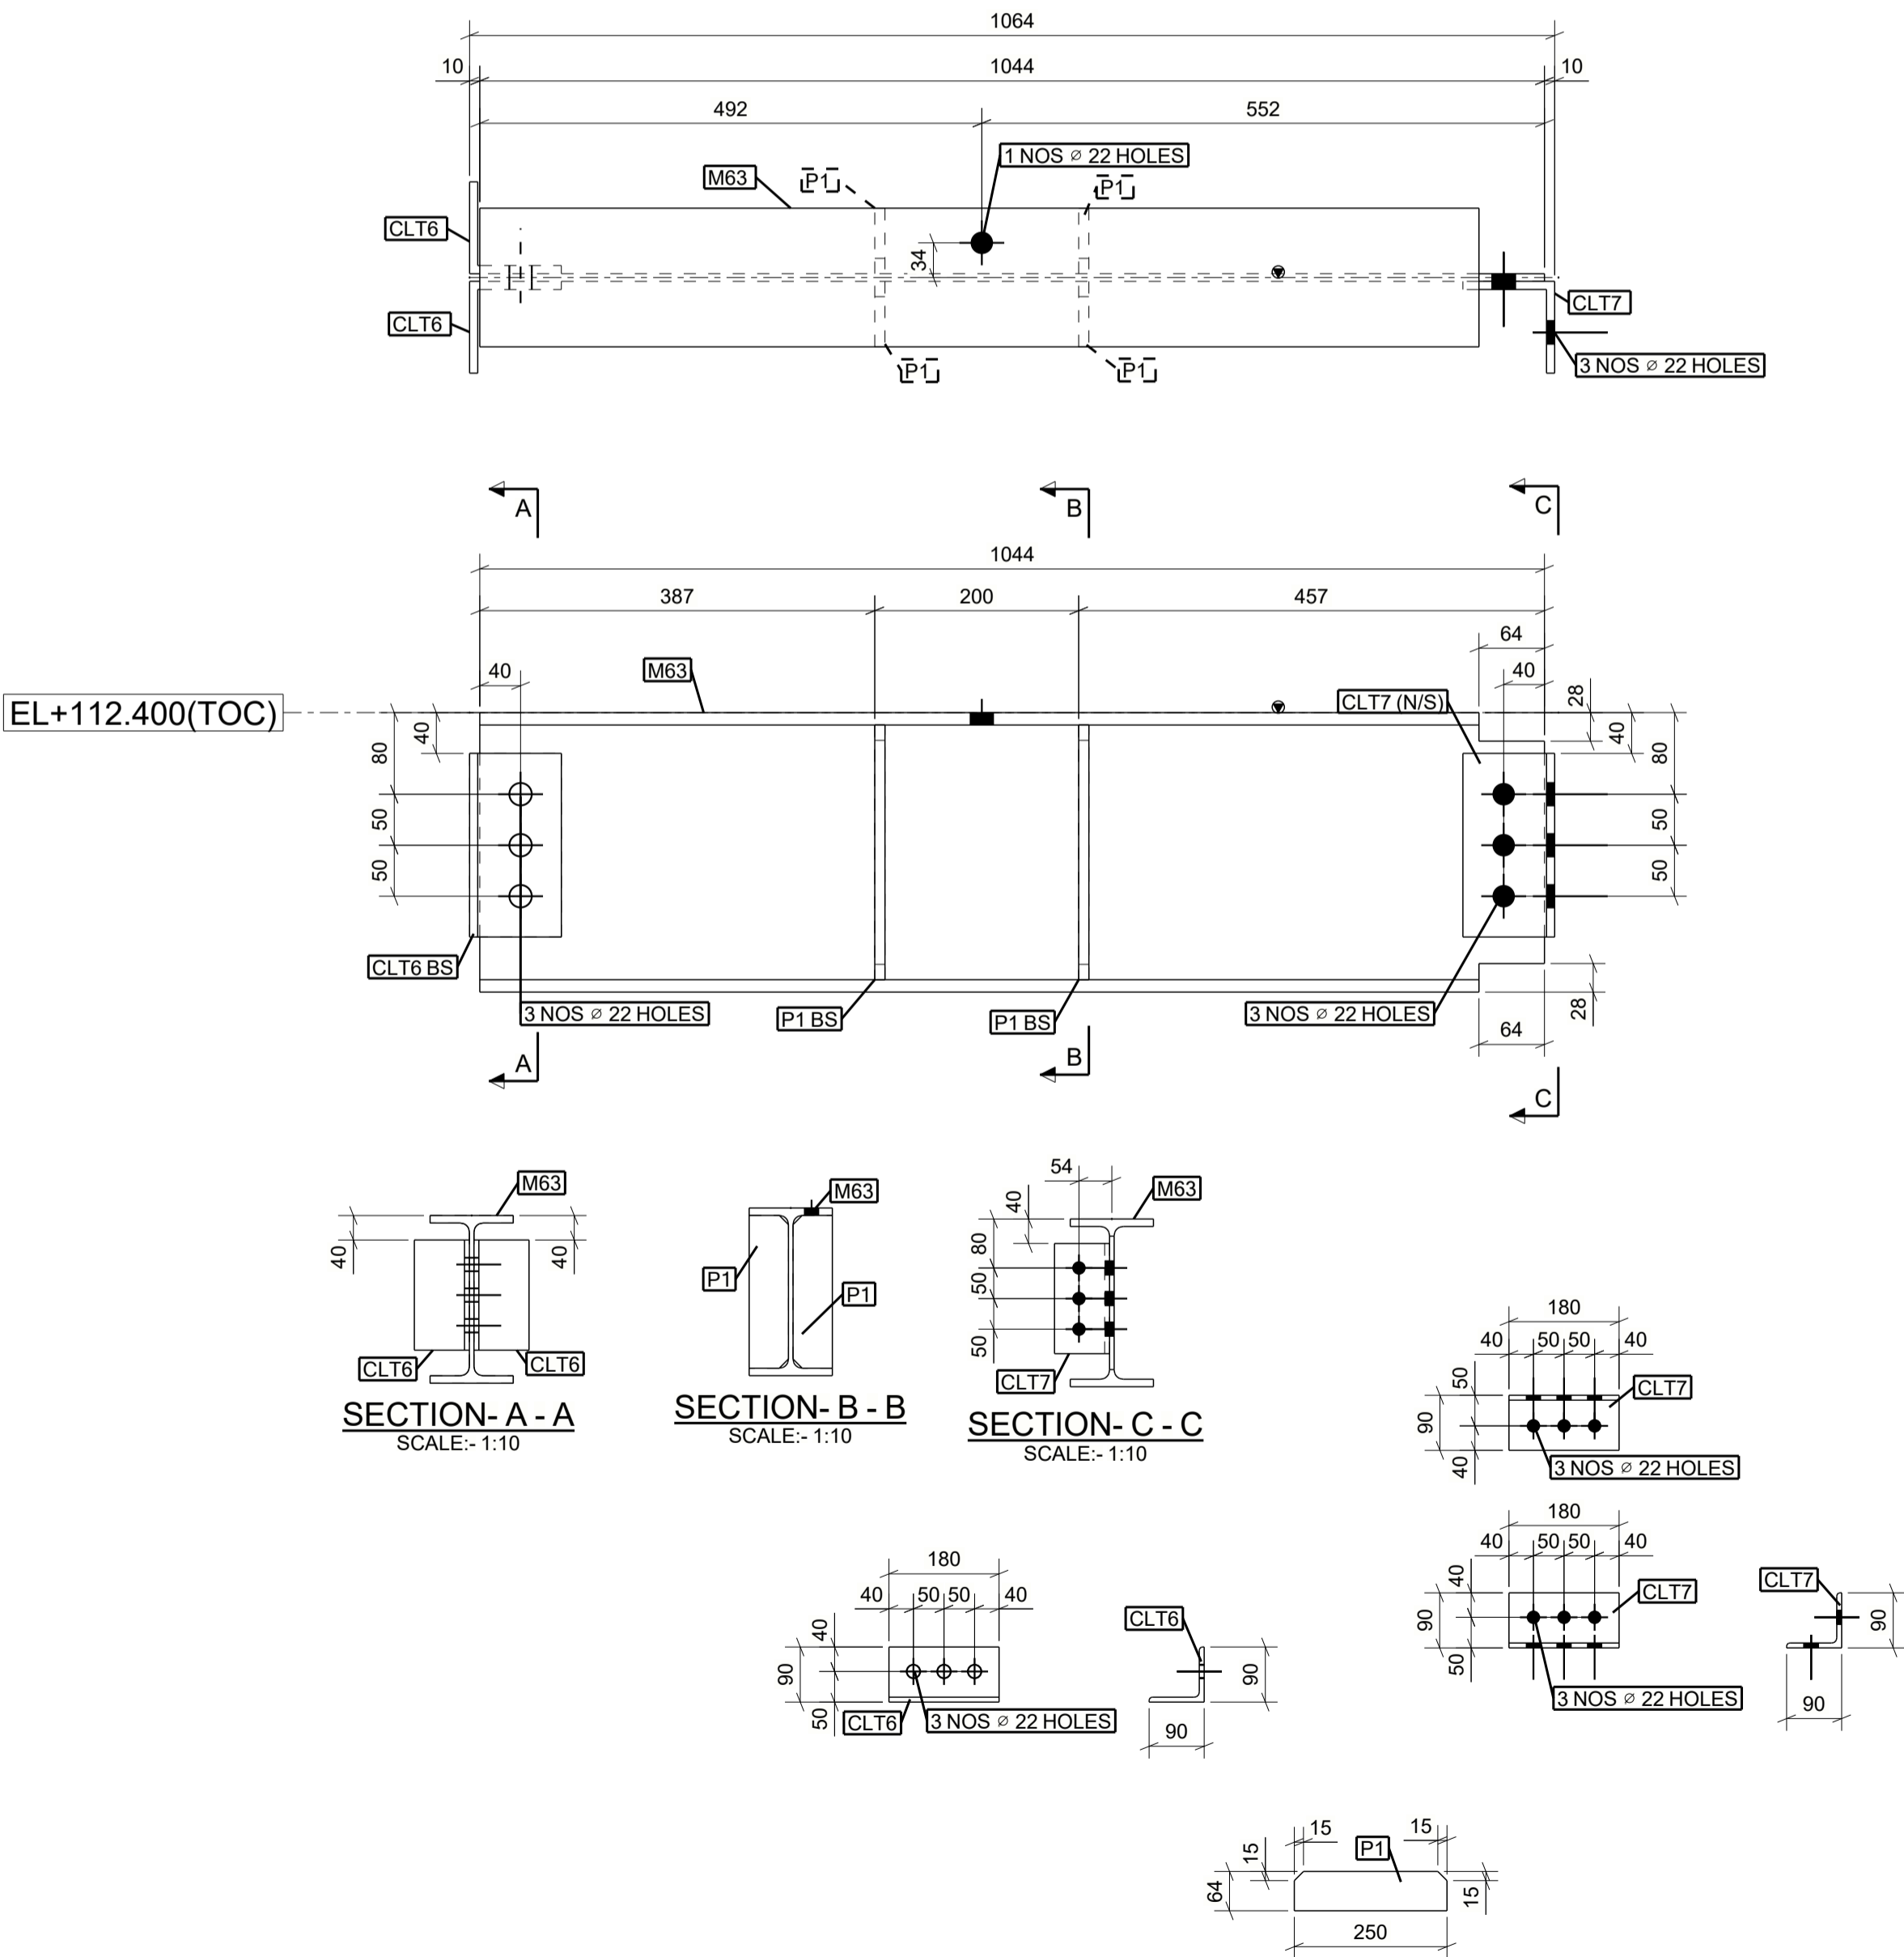 1064
10 1044 10
492 552
1 NOS ⌀ 22 HOLES
M63 P1 P1
CLT6
34
CLT6 CLT7
P1 P1 3 NOS ⌀ 22 HOLES
A B C
1044
387 200 457
64
40 M63 40 28
CLT7 (N/S)
EL+112.400(TOC)
80 40 40 80
50 50
50 50
CLT6 BS
3 NOS ⌀ 22 HOLES P1 BS P1 BS 3 NOS ⌀ 22 HOLES 28
64
A B
C
M63 M63 54 M63
40 40 40 80
50
50
P1 P1
CLT6 CLT6 CLT7
SECTION- A - A
SCALE:- 1:10
SECTION- B - B
SCALE:- 1:10
SECTION- C - C
SCALE:- 1:10
180
40 50 50 40
50 CLT7
90
40 3 NOS ⌀ 22 HOLES
180
40 50 50 40
40 CLT7 CLT7
90 90
50
3 NOS ⌀ 22 HOLES 90
180
40 50 50 40
40 CLT6
90 90
50 CLT6 3 NOS ⌀ 22 HOLES
90
15 15
15 P1
64 15
250